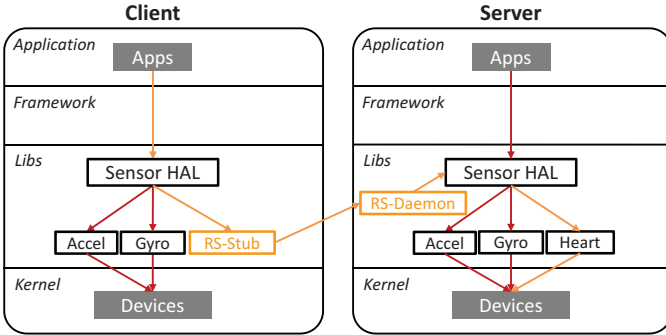 Client
Server
Application
Apps
Application
Apps
Framework
Framework
Libs
Sensor HAL
Libs
Sensor HAL
RS-Daemon
Accel
Gyro
RS-Stub
Accel
Gyro
Heart
Kernel
Devices
Kernel
Devices